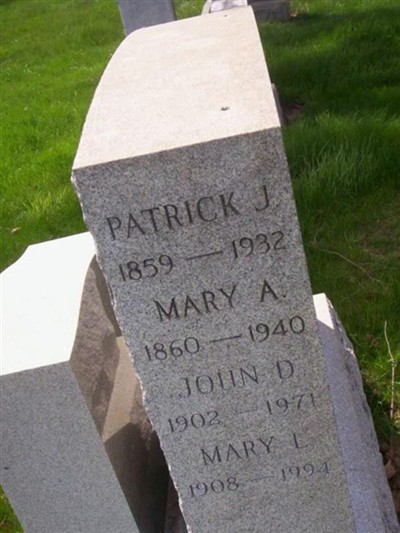 PATRICK J.
1859 — 1932
MARY A.
1860 — 1940
JOHN D.
1902 — 1971
MARY L.
1908 — 1994